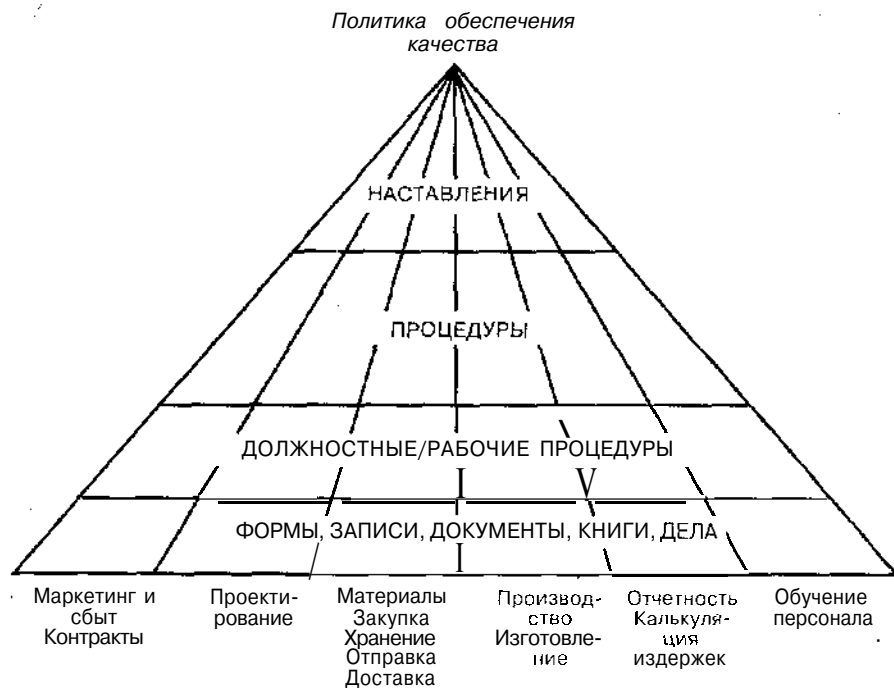 Политика обеспечения
качества
НАСТАВЛЕНИЯ
ПРОЦЕДУРЫ
ДОЛЖНОСТНЫЕ/РАБОЧИЕ ПРОЦЕДУРЫ
ФОРМЫ, ЗАПИСИ, ДОКУМЕНТЫ, КНИГИ, ДЕЛА
Маркетинг и
сбыт
Контракты
Проекти-
рование
Материалы
Закупка
Хранение
Отправка
Доставка
Производ-
ство
Изготовле-
ние
Отчетность
Калькуля-
ция
издержек
Обучение
персонала